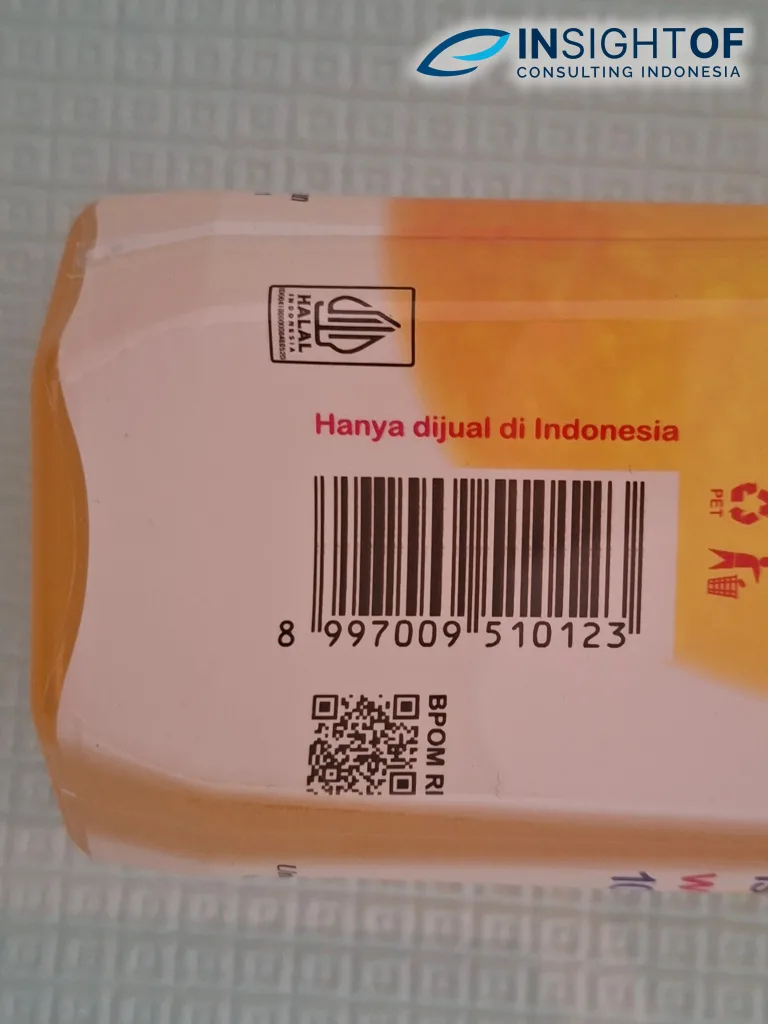 INSIGHTOF
CONSULTING INDONESIA
HALAL
INDONESIA
Hanya dijual di Indonesia
PET
8 997009 510123
BPOM RI